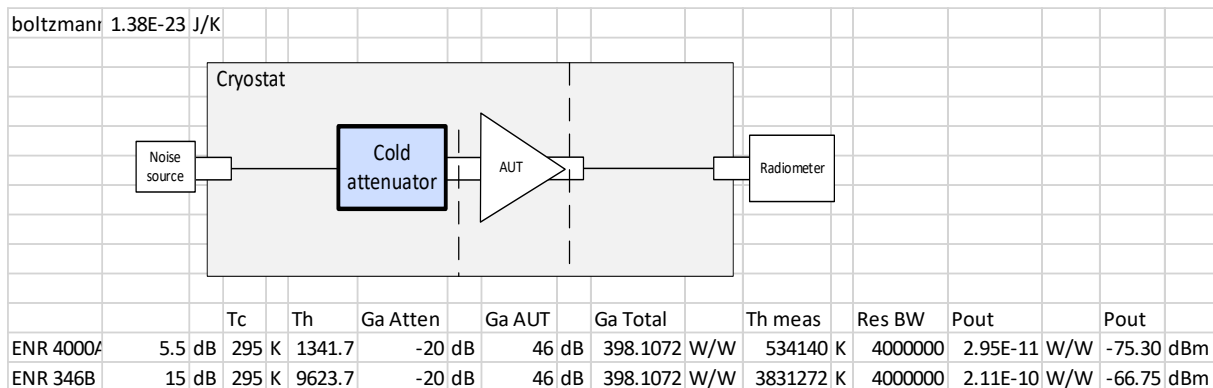 boltzmann 1.38E-23 J/K
Cryostat
Noise
source
Cold
attenuator
AUT
Radiometer
Tc Th Ga Atten Ga AUT Ga Total Th meas Res BW Pout Pout
ENR 4000A 5.5 dB 295 K 1341.7 -20 dB 46 dB 398.1072 W/W 534140 K 4000000 2.95E-11 W/W -75.30 dBm
ENR 346B 15 dB 295 K 9623.7 -20 dB 46 dB 398.1072 W/W 3831272 K 4000000 2.11E-10 W/W -66.75 dBm